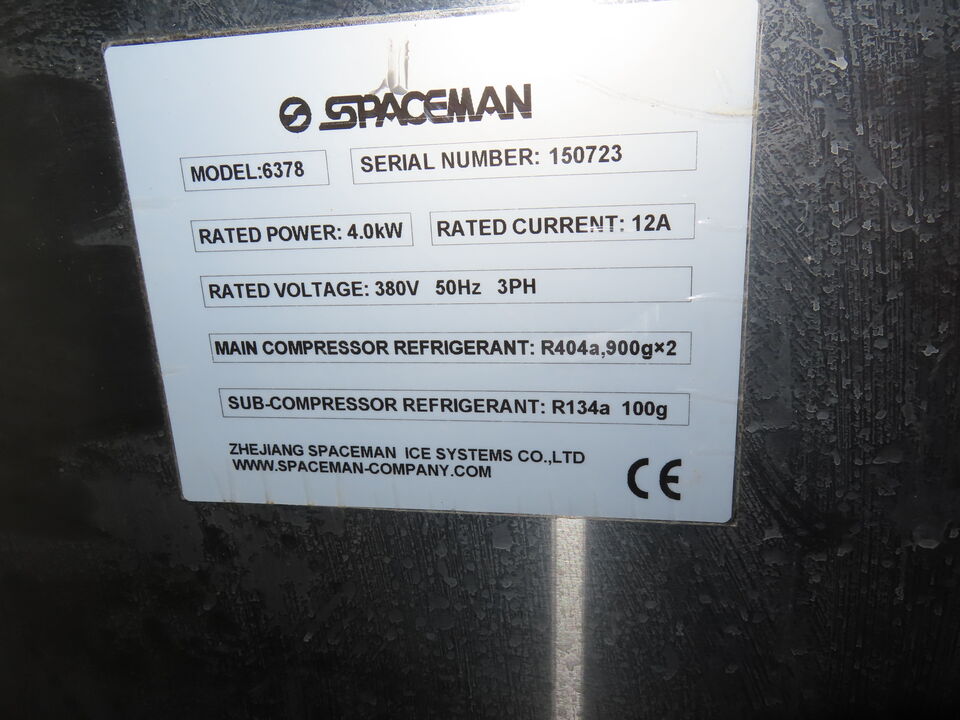 SPACEMAN
MODEL:6378
SERIAL NUMBER: 150723
RATED POWER: 4.0kW
RATED CURRENT: 12A
RATED VOLTAGE: 380V 50Hz 3PH
MAIN COMPRESSOR REFRIGERANT: R404a,900g×2
SUB-COMPRESSOR REFRIGERANT: R134a 100g
ZHEJIANG SPACEMAN ICE SYSTEMS CO.,LTD
WWW.SPACEMAN-COMPANY.COM
CE